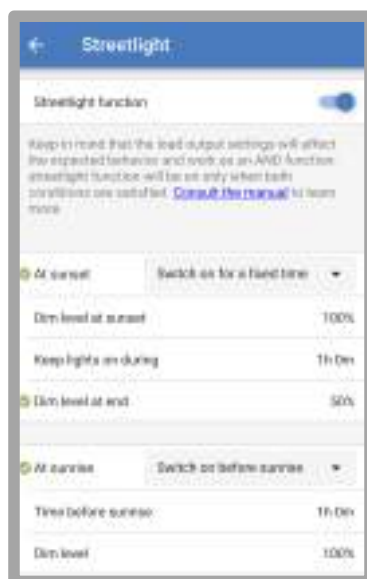 Streetlight
Streetlight function
Keep in mind that the load output settings will affect
the expected behavior and work as an AND function
streetlight function will be on only when both
conditions are satisfied. Consult the manual to learn
more
At sunset Switch on for a fixed time
Dim level at sunset 100%
Keep lights on during 1h 0m
Dim level at end 50%
At sunrise Switch on before sunrise
Time before sunrise 1h 0m
Dim level 100%